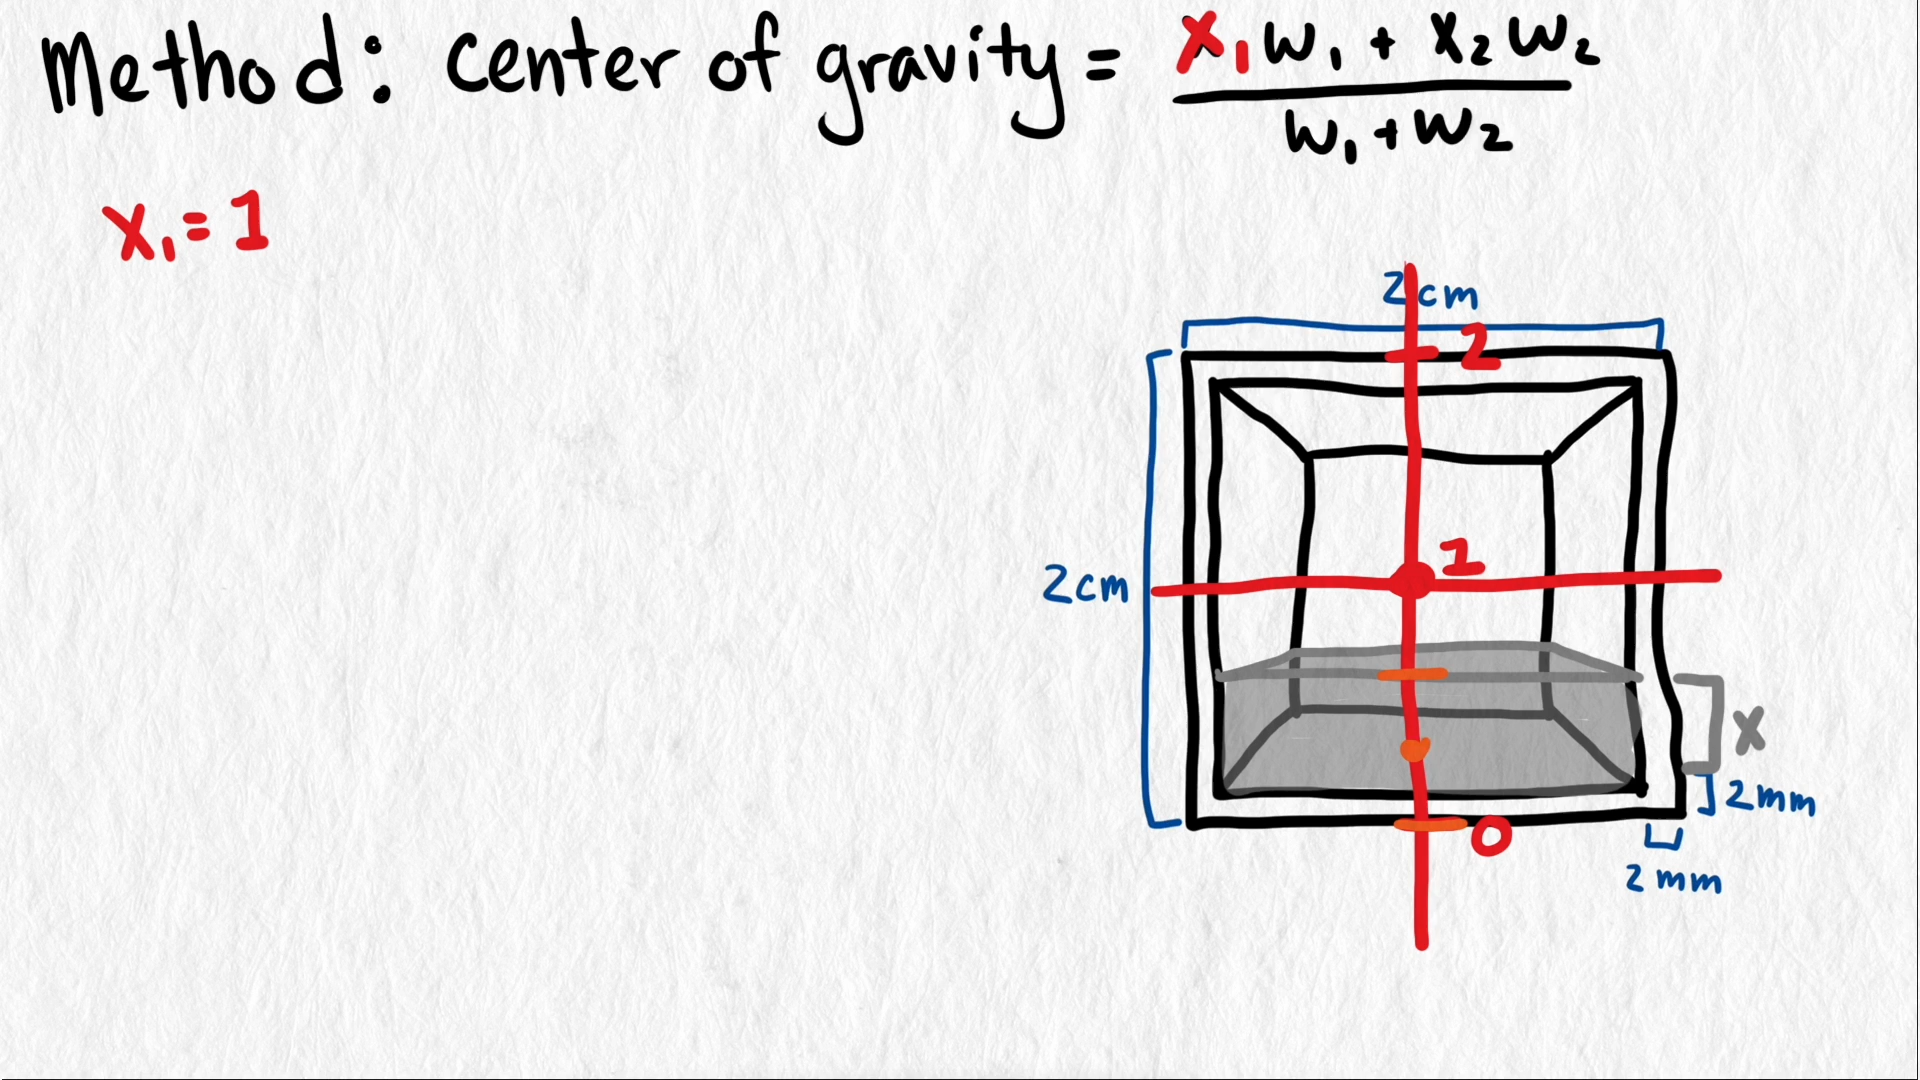 Method: Center of gravity = x₁w₁ + x₂w₂
w₁ + w₂
x₁ = 1
2cm
2
1
2cm
x
2mm
0
2mm